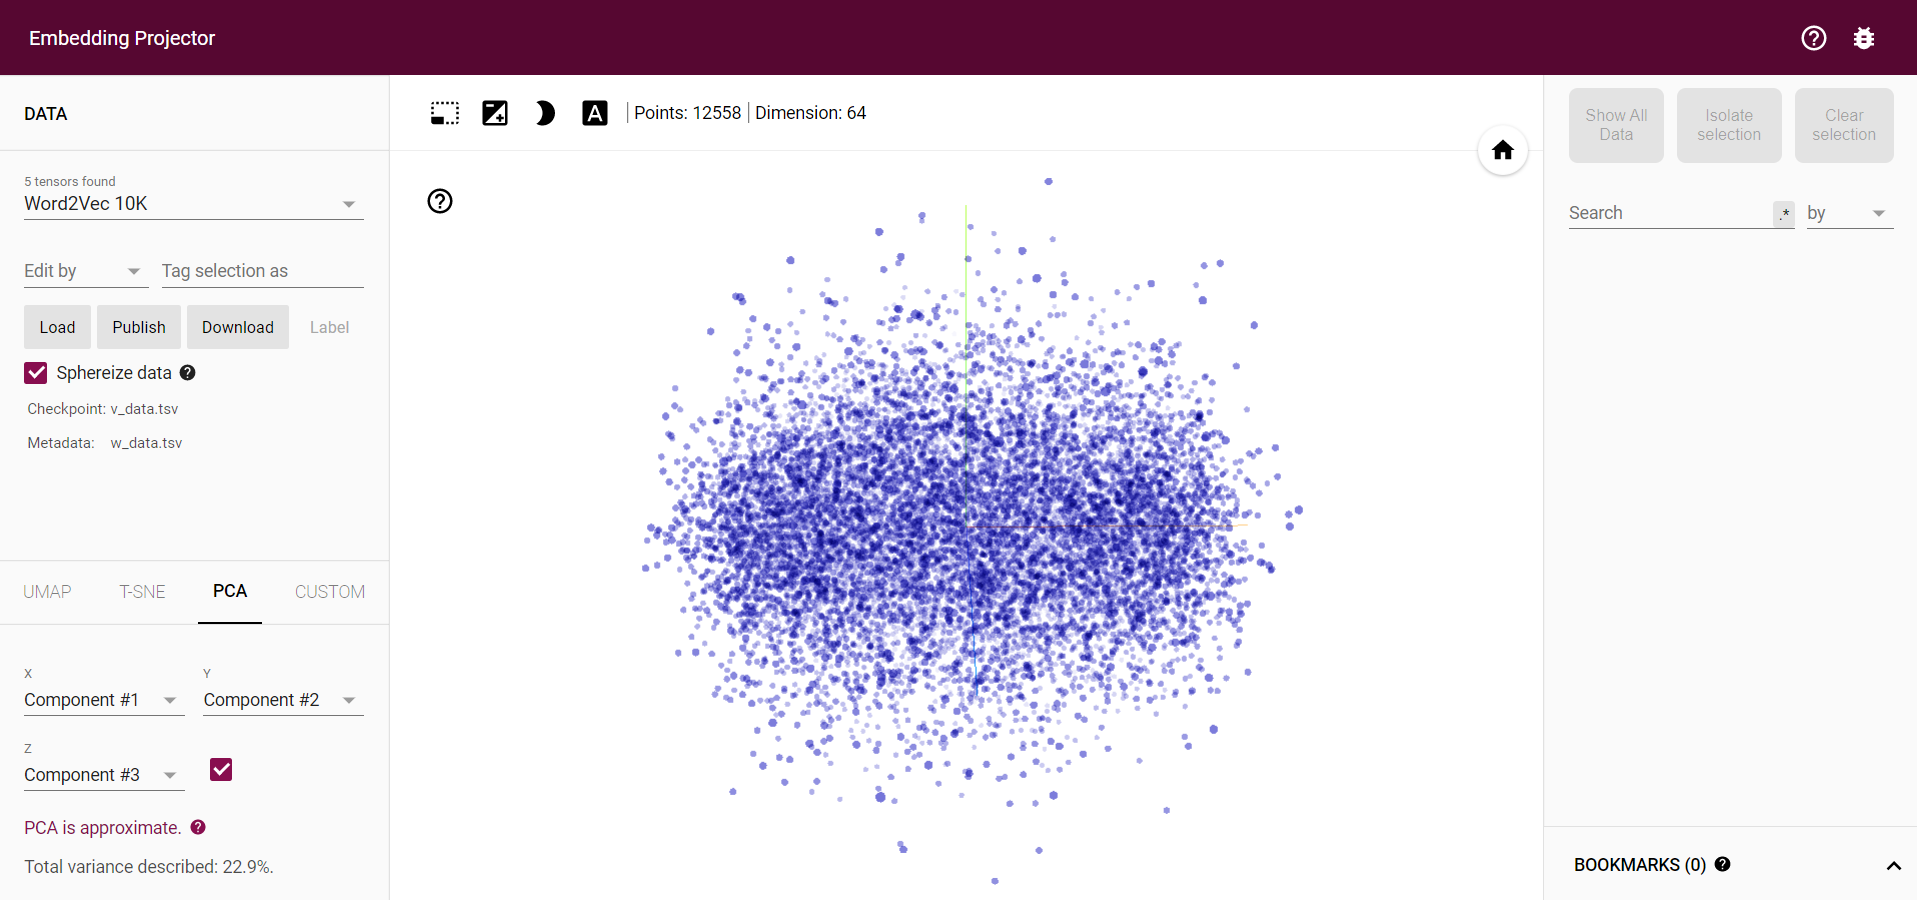 Embedding Projector
DATA
5 tensors found
Word2Vec 10K
Edit by
Tag selection as
Load
Publish
Download
Label
Sphereize data
Checkpoint: v_data.tsv
Metadata: w_data.tsv
UMAP
T-SNE
PCA
CUSTOM
X
Component #1
Y
Component #2
Z
Component #3
PCA is approximate.
Total variance described: 22.9%.
A
Points: 12558
Dimension: 64
Show All
Data
Isolate
selection
Clear
selection
Search
.*
by
BOOKMARKS (0)